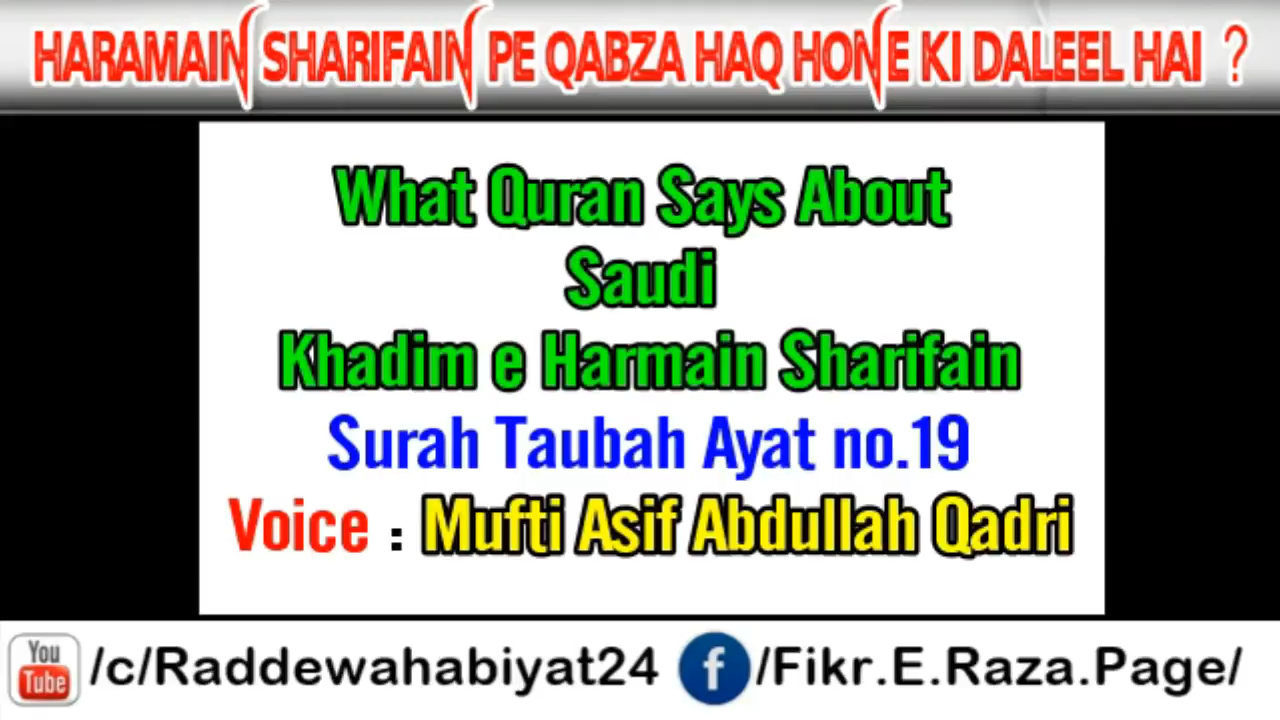 HARAMAIN SHARIFAIN PE QABZA HAQ HONE KI DALEEL HAI ?
What Quran Says About
Saudi
Khadim e Harmain Sharifain
Surah Taubah Ayat no.19
Voice : Mufti Asif Abdullah Qadri
You Tube /c/Raddewahabiyat24 f /Fikr.E.Raza.Page/